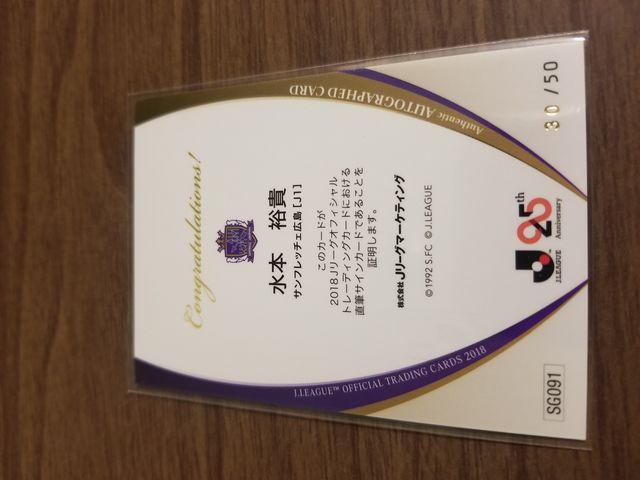 Authentic AUTOGRAPHED CARD
30/50
Congratulations!
水本 裕貴
サンフレッチェ広島 [J1]
このカードが
2018Jリーグオフィシャル
トレーディングカードにおける
直筆サインカードであることを
証明します。
株式会社 Jリーグマーケティング
©1992 S.FC ©J.LEAGUE
J.LEAGUE
25th
Anniversary
J.LEAGUE™ OFFICIAL TRADING CARDS 2018
SG091